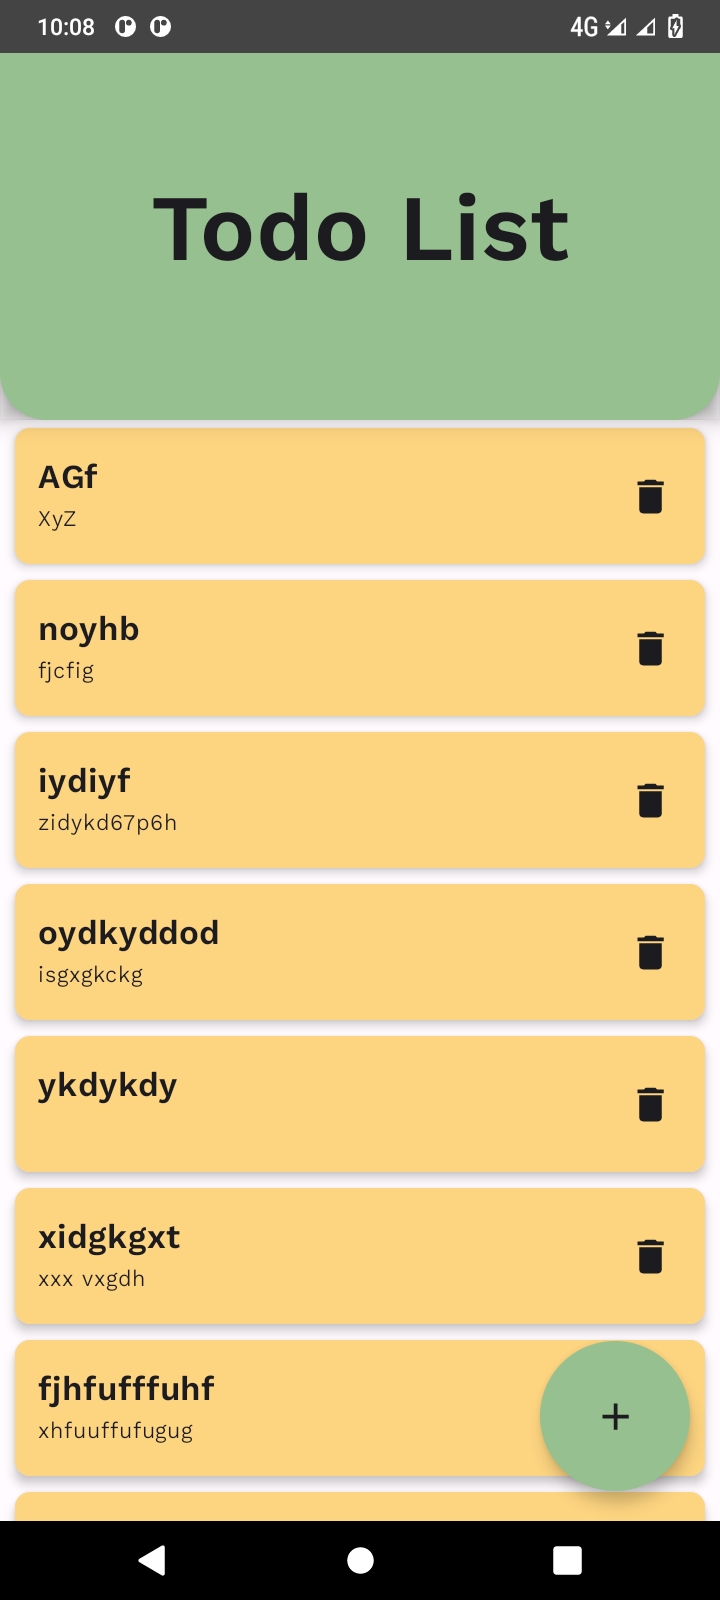 10:08
4G
Todo List
AGf
XyZ
noyhb
fjcfig
iydiyf
zidykd67p6h
oydkyddod
isgxgkckg
ykdykdy
xidgkgxt
xxx vxgdh
fjhfufffuhf
xhfuuffufugug